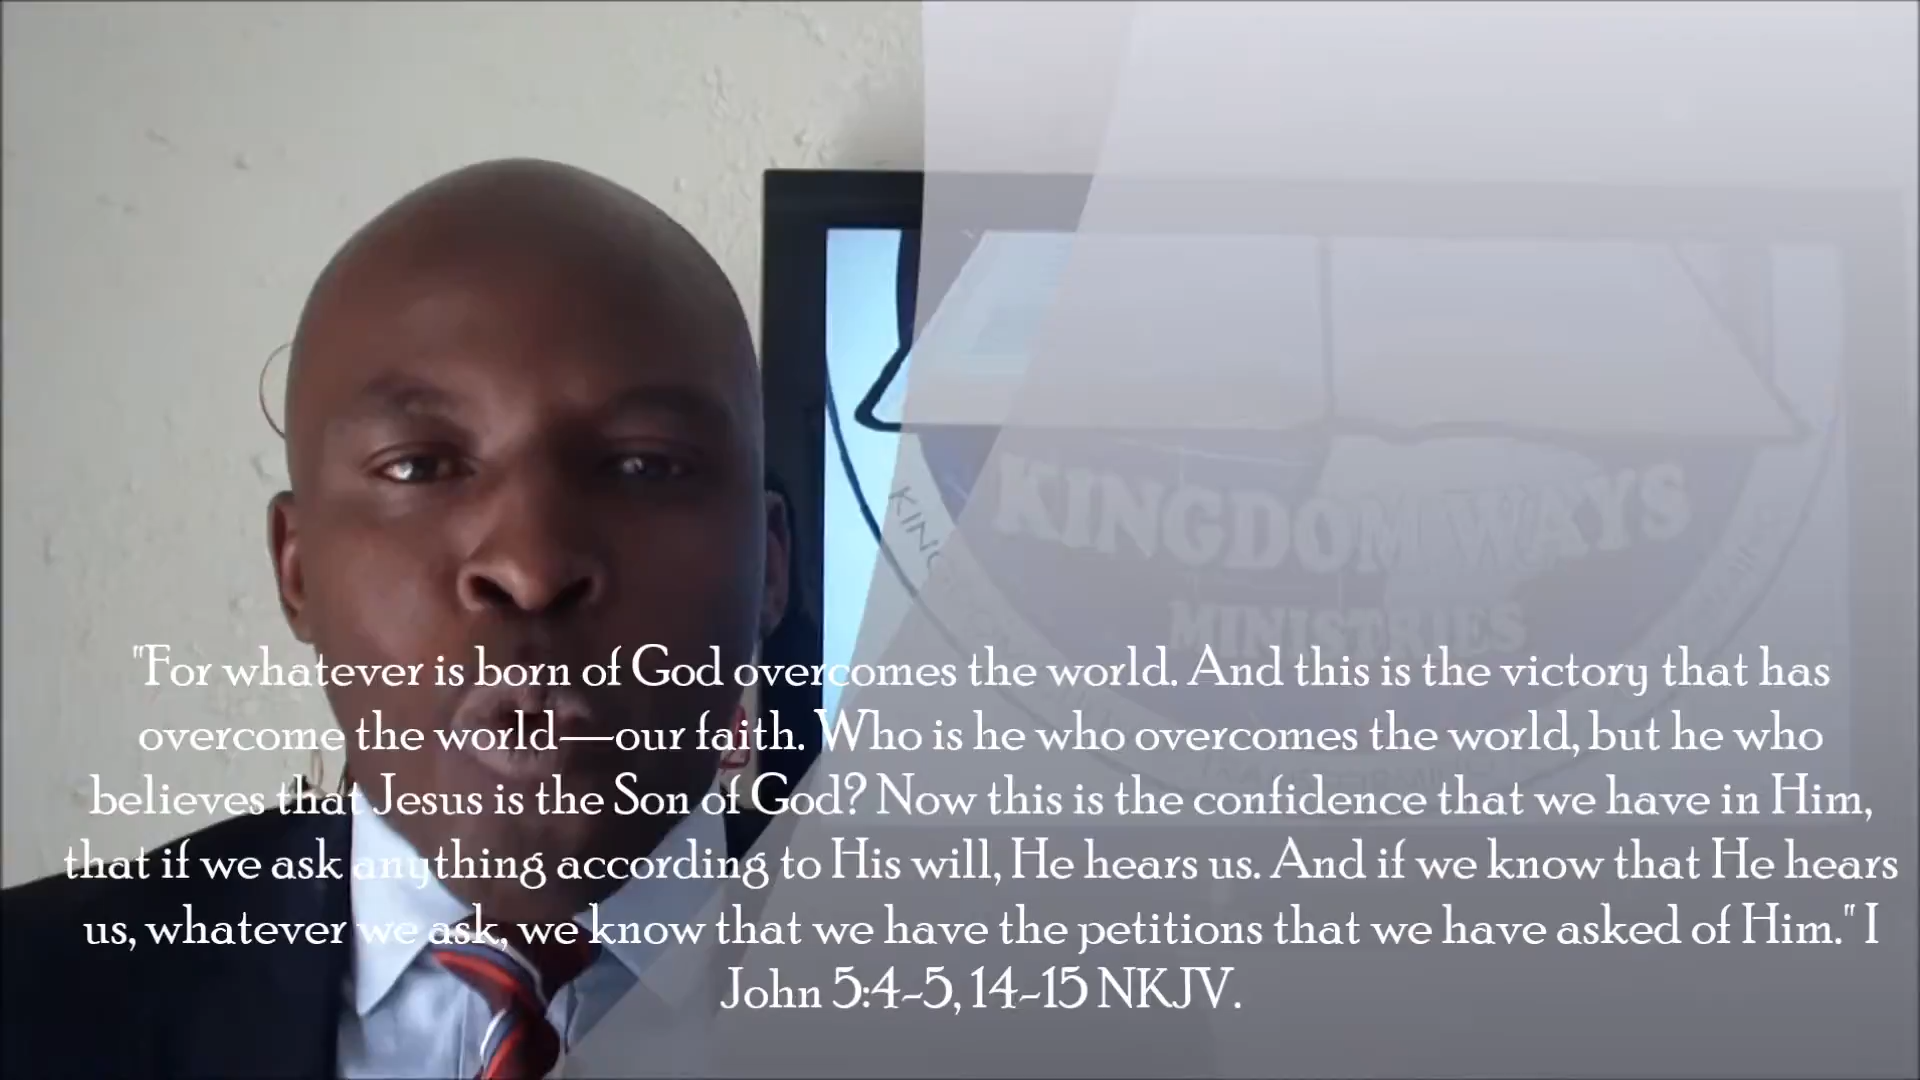 KINGDOM WAYS
MINISTRIES
"For whatever is born of God overcomes the world. And this is the victory that has
overcome the world—our faith. Who is he who overcomes the world, but he who
believes that Jesus is the Son of God? Now this is the confidence that we have in Him,
that if we ask anything according to His will, He hears us. And if we know that He hears
us, whatever we ask, we know that we have the petitions that we have asked of Him." I
John 5:4-5, 14-15 NKJV.